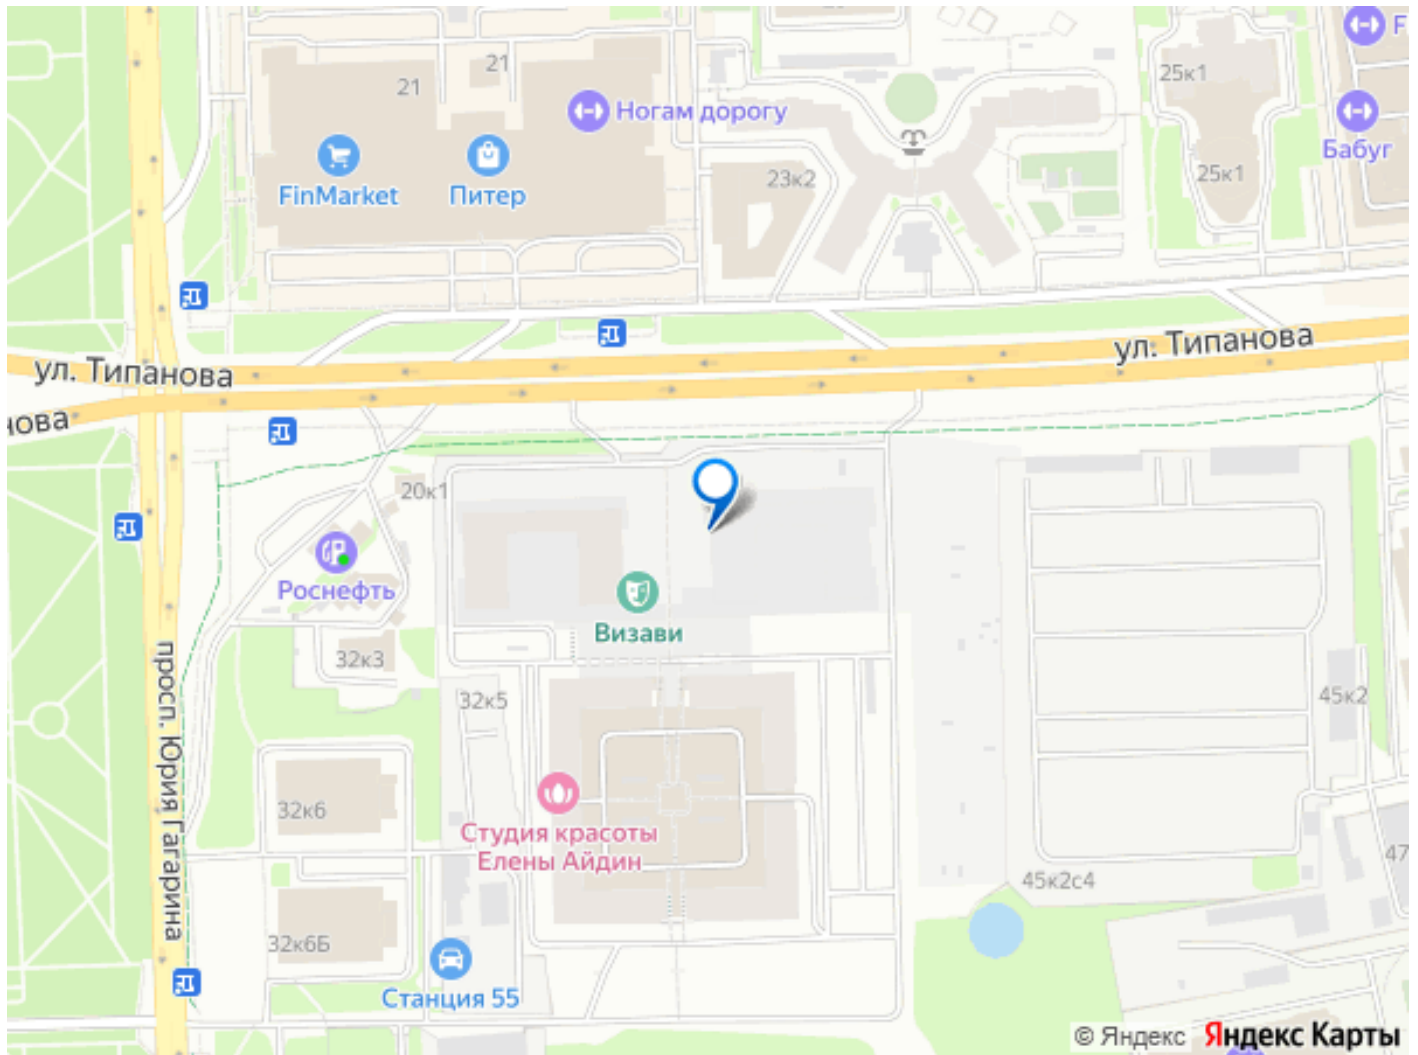 21
21
Ногам дорогу
FinMarket
Питер
23к2
25к1
25к1
F
Бабуг
ул. Типанова
ул. Типанова
нова
20к1
Роснефть
Визави
32к3
32к5
45к2
просп. Юрия Гагарина
32к6
Студия красоты
Елены Айдин
47
45к2с4
32к6Б
Станция 55
© Яндекс Яндекс Карты